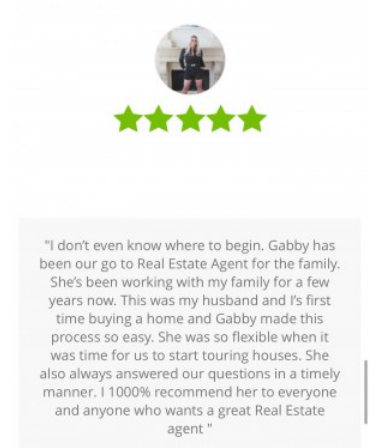 "I don't even know where to begin. Gabby has
been our go to Real Estate Agent for the family.
She's been working with my family for a few
years now. This was my husband and I's first
time buying a home and Gabby made this
process so easy. She was so flexible when it
was time for us to start touring houses. She
also always answered our questions in a timely
manner. I 1000% recommend her to everyone
and anyone who wants a great Real Estate
agent "